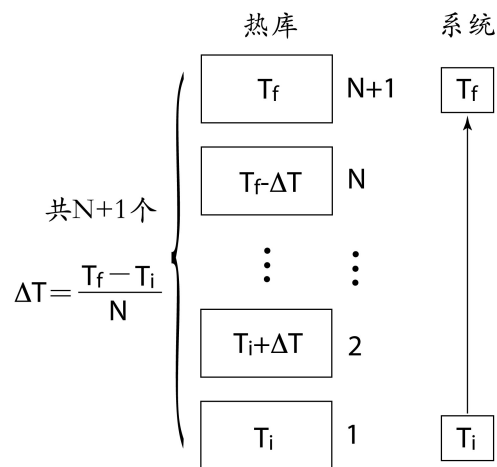 热库 系统
T_f N+1 T_f
T_f-ΔT N
共N+1个
⋮ ⋮
ΔT = (T_f − T_i)/N
T_i+ΔT 2
T_i 1 T_i